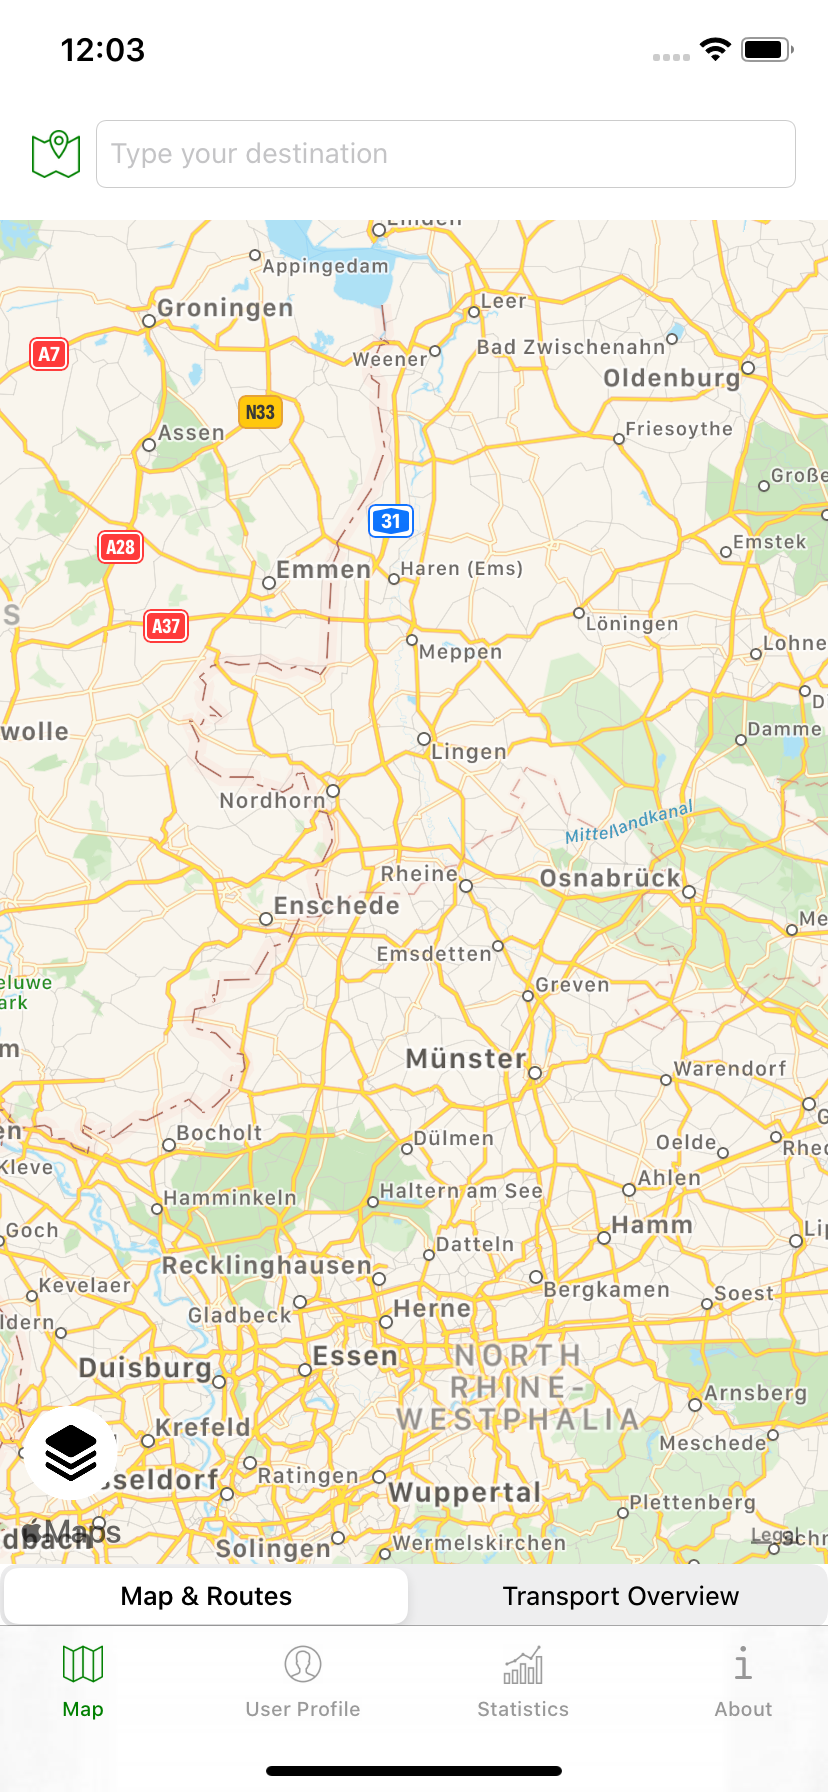 12:03
Type your destination
Appingedam
Groningen
Leer
A7
Weener
Bad Zwischenahn
Oldenburg
N33
Assen
Friesoythe
Große
31
A28
Emstek
Emmen
Haren (Ems)
S
A37
Löningen
Lohne
Meppen
D
wolle
Damme
Lingen
Nordhorn
Mittellandkanal
Rheine
Osnabrück
Enschede
Me
Emsdetten
eluwe
ark
Greven
m
Münster
Warendorf
en
Bocholt
Dülmen
Oelde
Rhed
Kleve
Ahlen
Hamminkeln
Haltern am See
Goch
Hamm
Lip
Datteln
Recklinghausen
Kevelaer
Bergkamen
Soest
Gladbeck
Herne
ldern
Duisburg
Essen
NORTH
RHINE-
WESTPHALIA
Arnsberg
Krefeld
Meschede
sseldorf
Ratingen
Wuppertal
Plettenberg
Maps
dbach
Solingen
Wermelskirchen
Legal
Schr
Map & Routes
Transport Overview
Map
User Profile
Statistics
About